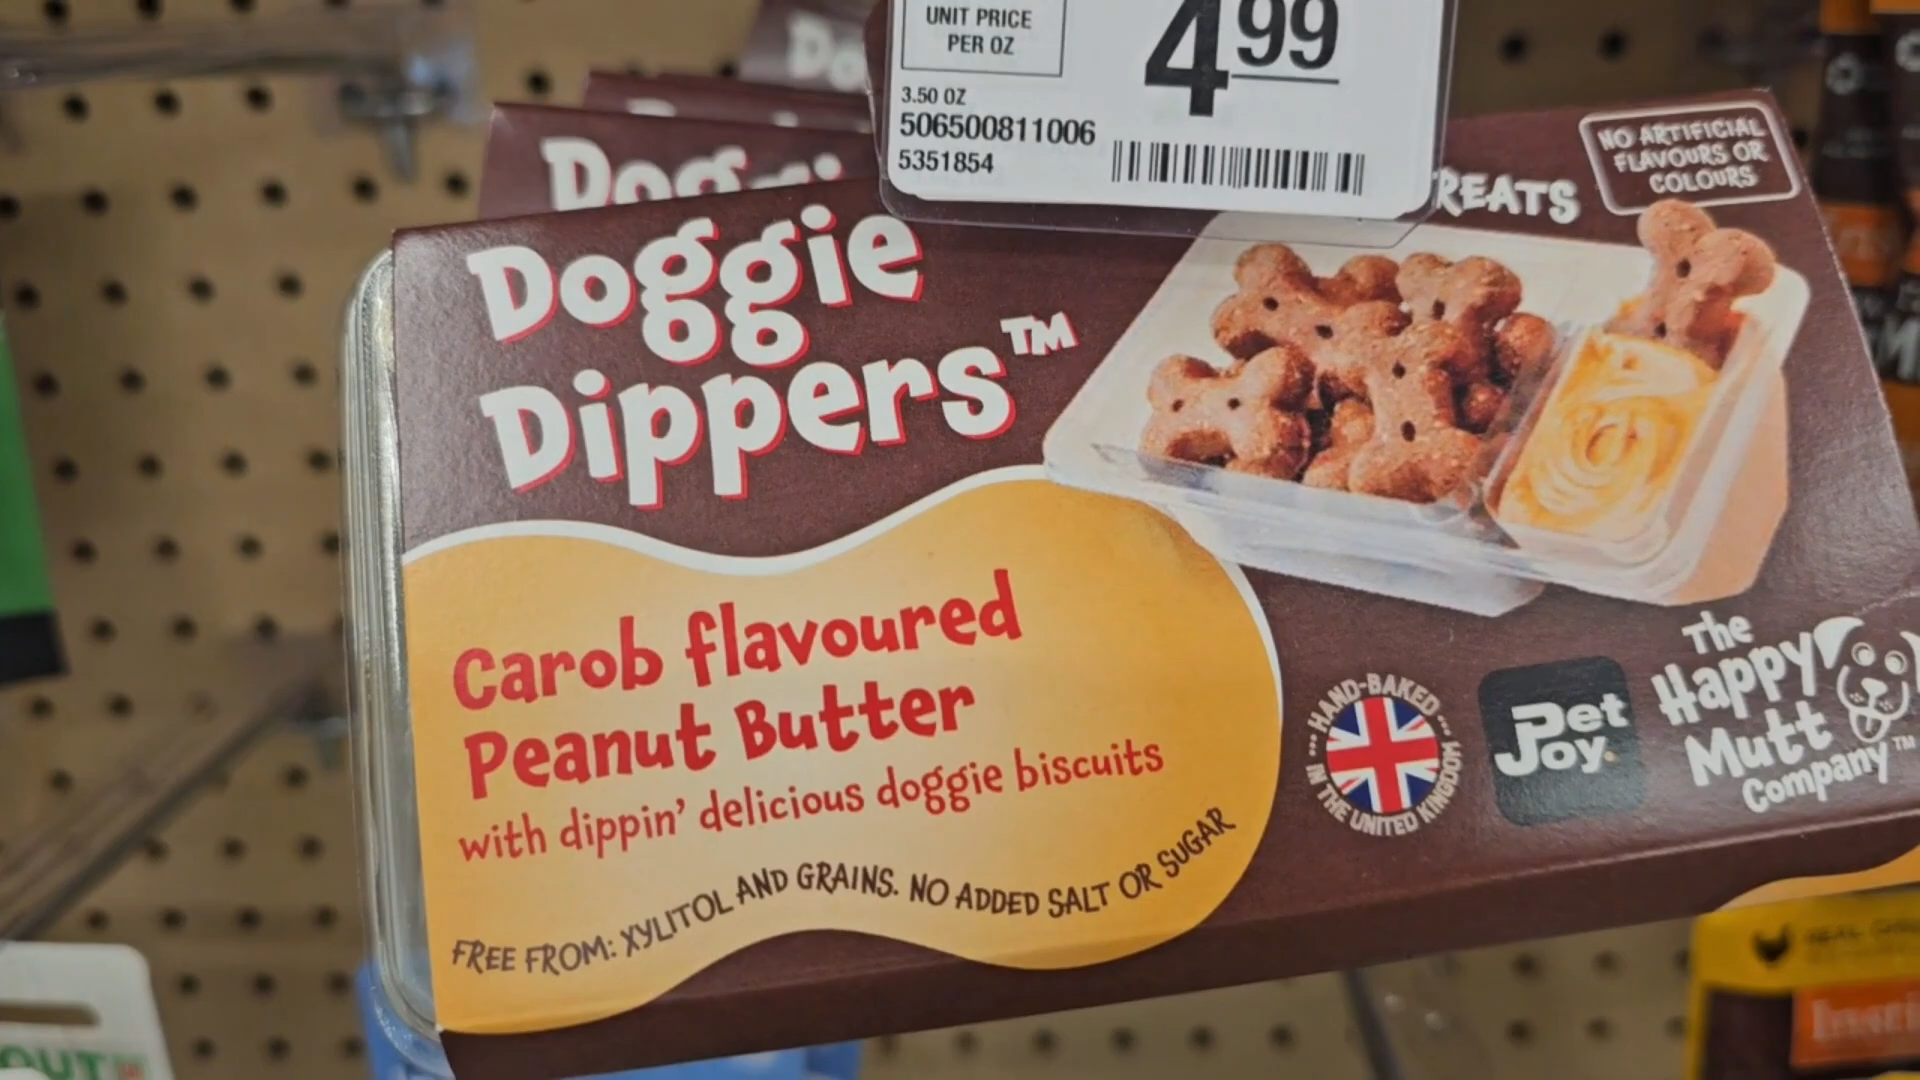 UNIT PRICE
PER OZ
4 99
3.50 OZ
506500811006
5351854
Doggie
Dippers™
REATS
NO ARTIFICIAL
FLAVOURS OR
COLOURS
Carob flavoured
Peanut Butter
with dippin' delicious doggie biscuits
FREE FROM: XYLITOL AND GRAINS. NO ADDED SALT OR SUGAR
HAND-BAKED
IN THE UNITED KINGDOM
Pet
Joy.
The
Happy
Mutt
Company™
OUT